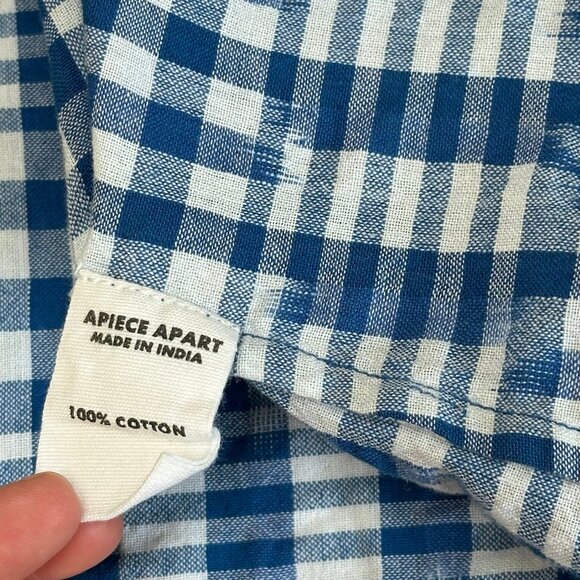 APIECE APART
MADE IN INDIA
100% COTTON